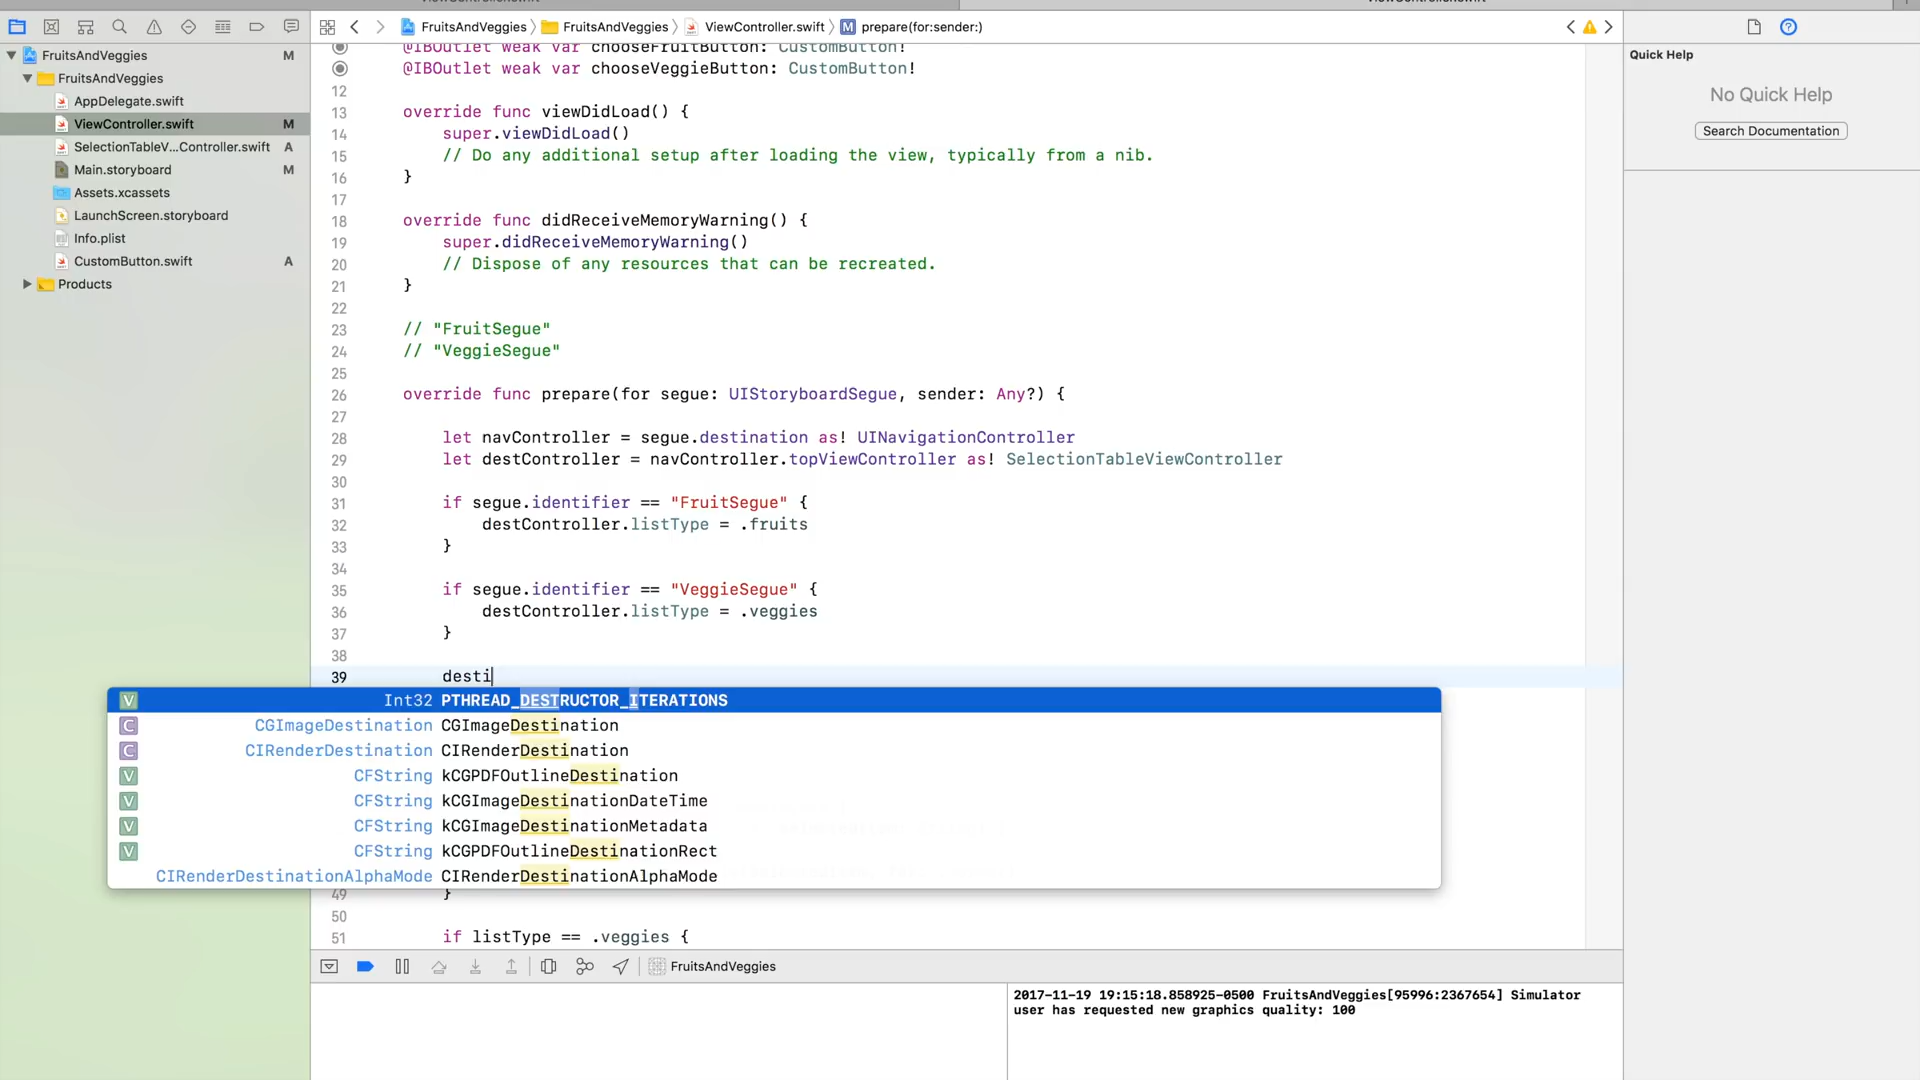 FruitsAndVeggies
FruitsAndVeggies
ViewController.swift
prepare(for:sender:)
FruitsAndVeggies M
FruitsAndVeggies
AppDelegate.swift
ViewController.swift M
SelectionTableV...Controller.swift A
Main.storyboard M
Assets.xcassets
LaunchScreen.storyboard
Info.plist
CustomButton.swift A
Products
Quick Help
No Quick Help
Search Documentation
@IBOutlet weak var chooseFruitButton: CustomButton!
@IBOutlet weak var chooseVeggieButton: CustomButton!
12
13 override func viewDidLoad() {
14 super.viewDidLoad()
15 // Do any additional setup after loading the view, typically from a nib.
16 }
17
18 override func didReceiveMemoryWarning() {
19 super.didReceiveMemoryWarning()
20 // Dispose of any resources that can be recreated.
21 }
22
23 // "FruitSegue"
24 // "VeggieSegue"
25
26 override func prepare(for segue: UIStoryboardSegue, sender: Any?) {
27
28 let navController = segue.destination as! UINavigationController
29 let destController = navController.topViewController as! SelectionTableViewController
30
31 if segue.identifier == "FruitSegue" {
32 destController.listType = .fruits
33 }
34
35 if segue.identifier == "VeggieSegue" {
36 destController.listType = .veggies
37 }
38
39 desti
V Int32 PTHREAD_DESTRUCTOR_ITERATIONS
C CGImageDestination CGImageDestination
C CIRenderDestination CIRenderDestination
V CFString kCGPDFOutlineDestination
V CFString kCGImageDestinationDateTime
V CFString kCGImageDestinationMetadata
V CFString kCGPDFOutlineDestinationRect
CIRenderDestinationAlphaMode CIRenderDestinationAlphaMode
49 }
50
51 if listType == .veggies {
FruitsAndVeggies
2017-11-19 19:15:18.858925-0500 FruitsAndVeggies[95996:2367654] Simulator
user has requested new graphics quality: 100